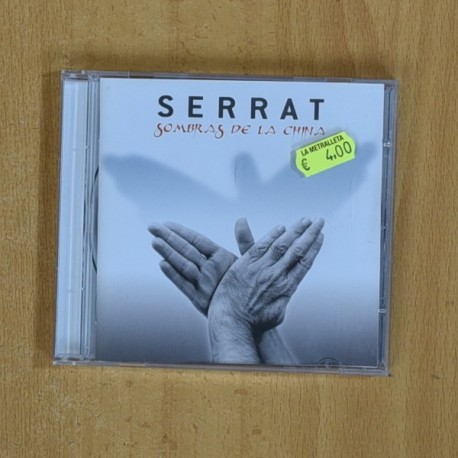 SERRAT
SOMBRAS DE LA CHINA
LA METRALLETA
€ 4,00